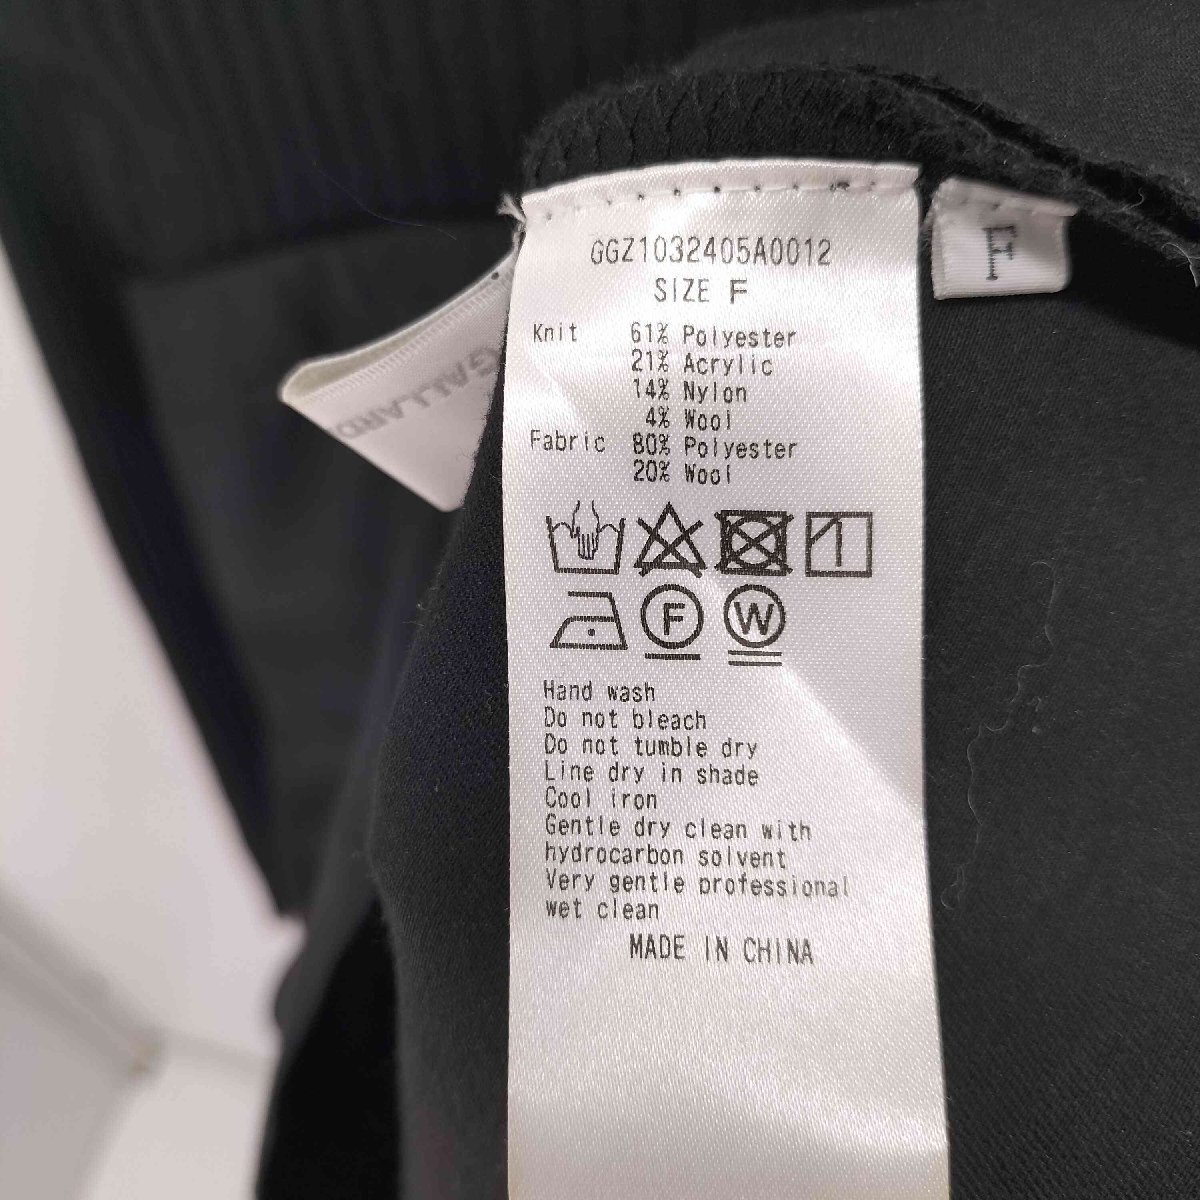 GGZ1032405A0012
SIZE F
Knit 61% Polyester
21% Acrylic
14% Nylon
4% Wool
Fabric 80% Polyester
20% Wool
F W
Hand wash
Do not bleach
Do not tumble dry
Line dry in shade
Cool iron
Gentle dry clean with
hydrocarbon solvent
Very gentle professional
wet clean
MADE IN CHINA
F